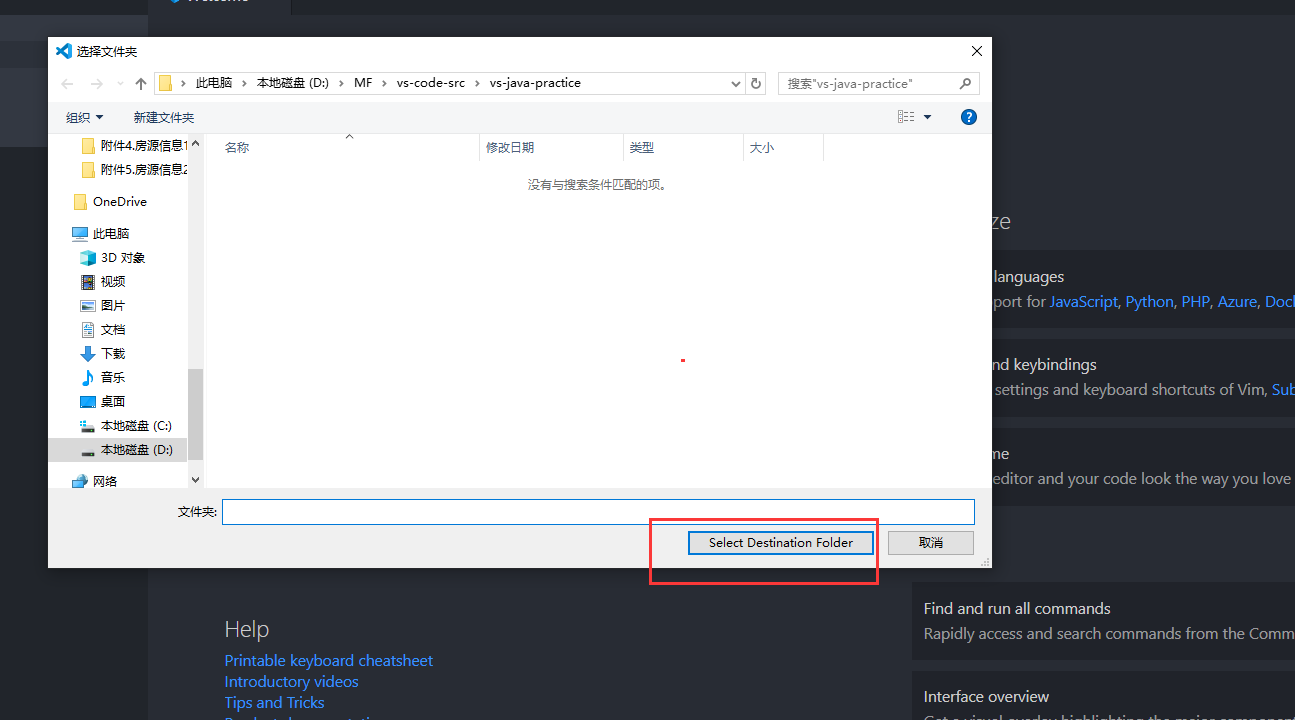 选择文件夹
此电脑 › 本地磁盘 (D:) › MF › vs-code-src › vs-java-practice
搜索"vs-java-practice"
组织
新建文件夹
?
附件4.房源信息1
附件5.房源信息2
OneDrive
此电脑
3D 对象
视频
图片
文档
下载
音乐
桌面
本地磁盘 (C:)
本地磁盘 (D:)
网络
名称
修改日期
类型
大小
没有与搜索条件匹配的项。
文件夹:
Select Destination Folder
取消
ze
languages
port for JavaScript, Python, PHP, Azure, Dock
nd keybindings
settings and keyboard shortcuts of Vim, Sub
me
editor and your code look the way you love
Help
Printable keyboard cheatsheet
Introductory videos
Tips and Tricks
Find and run all commands
Rapidly access and search commands from the Comm
Interface overview